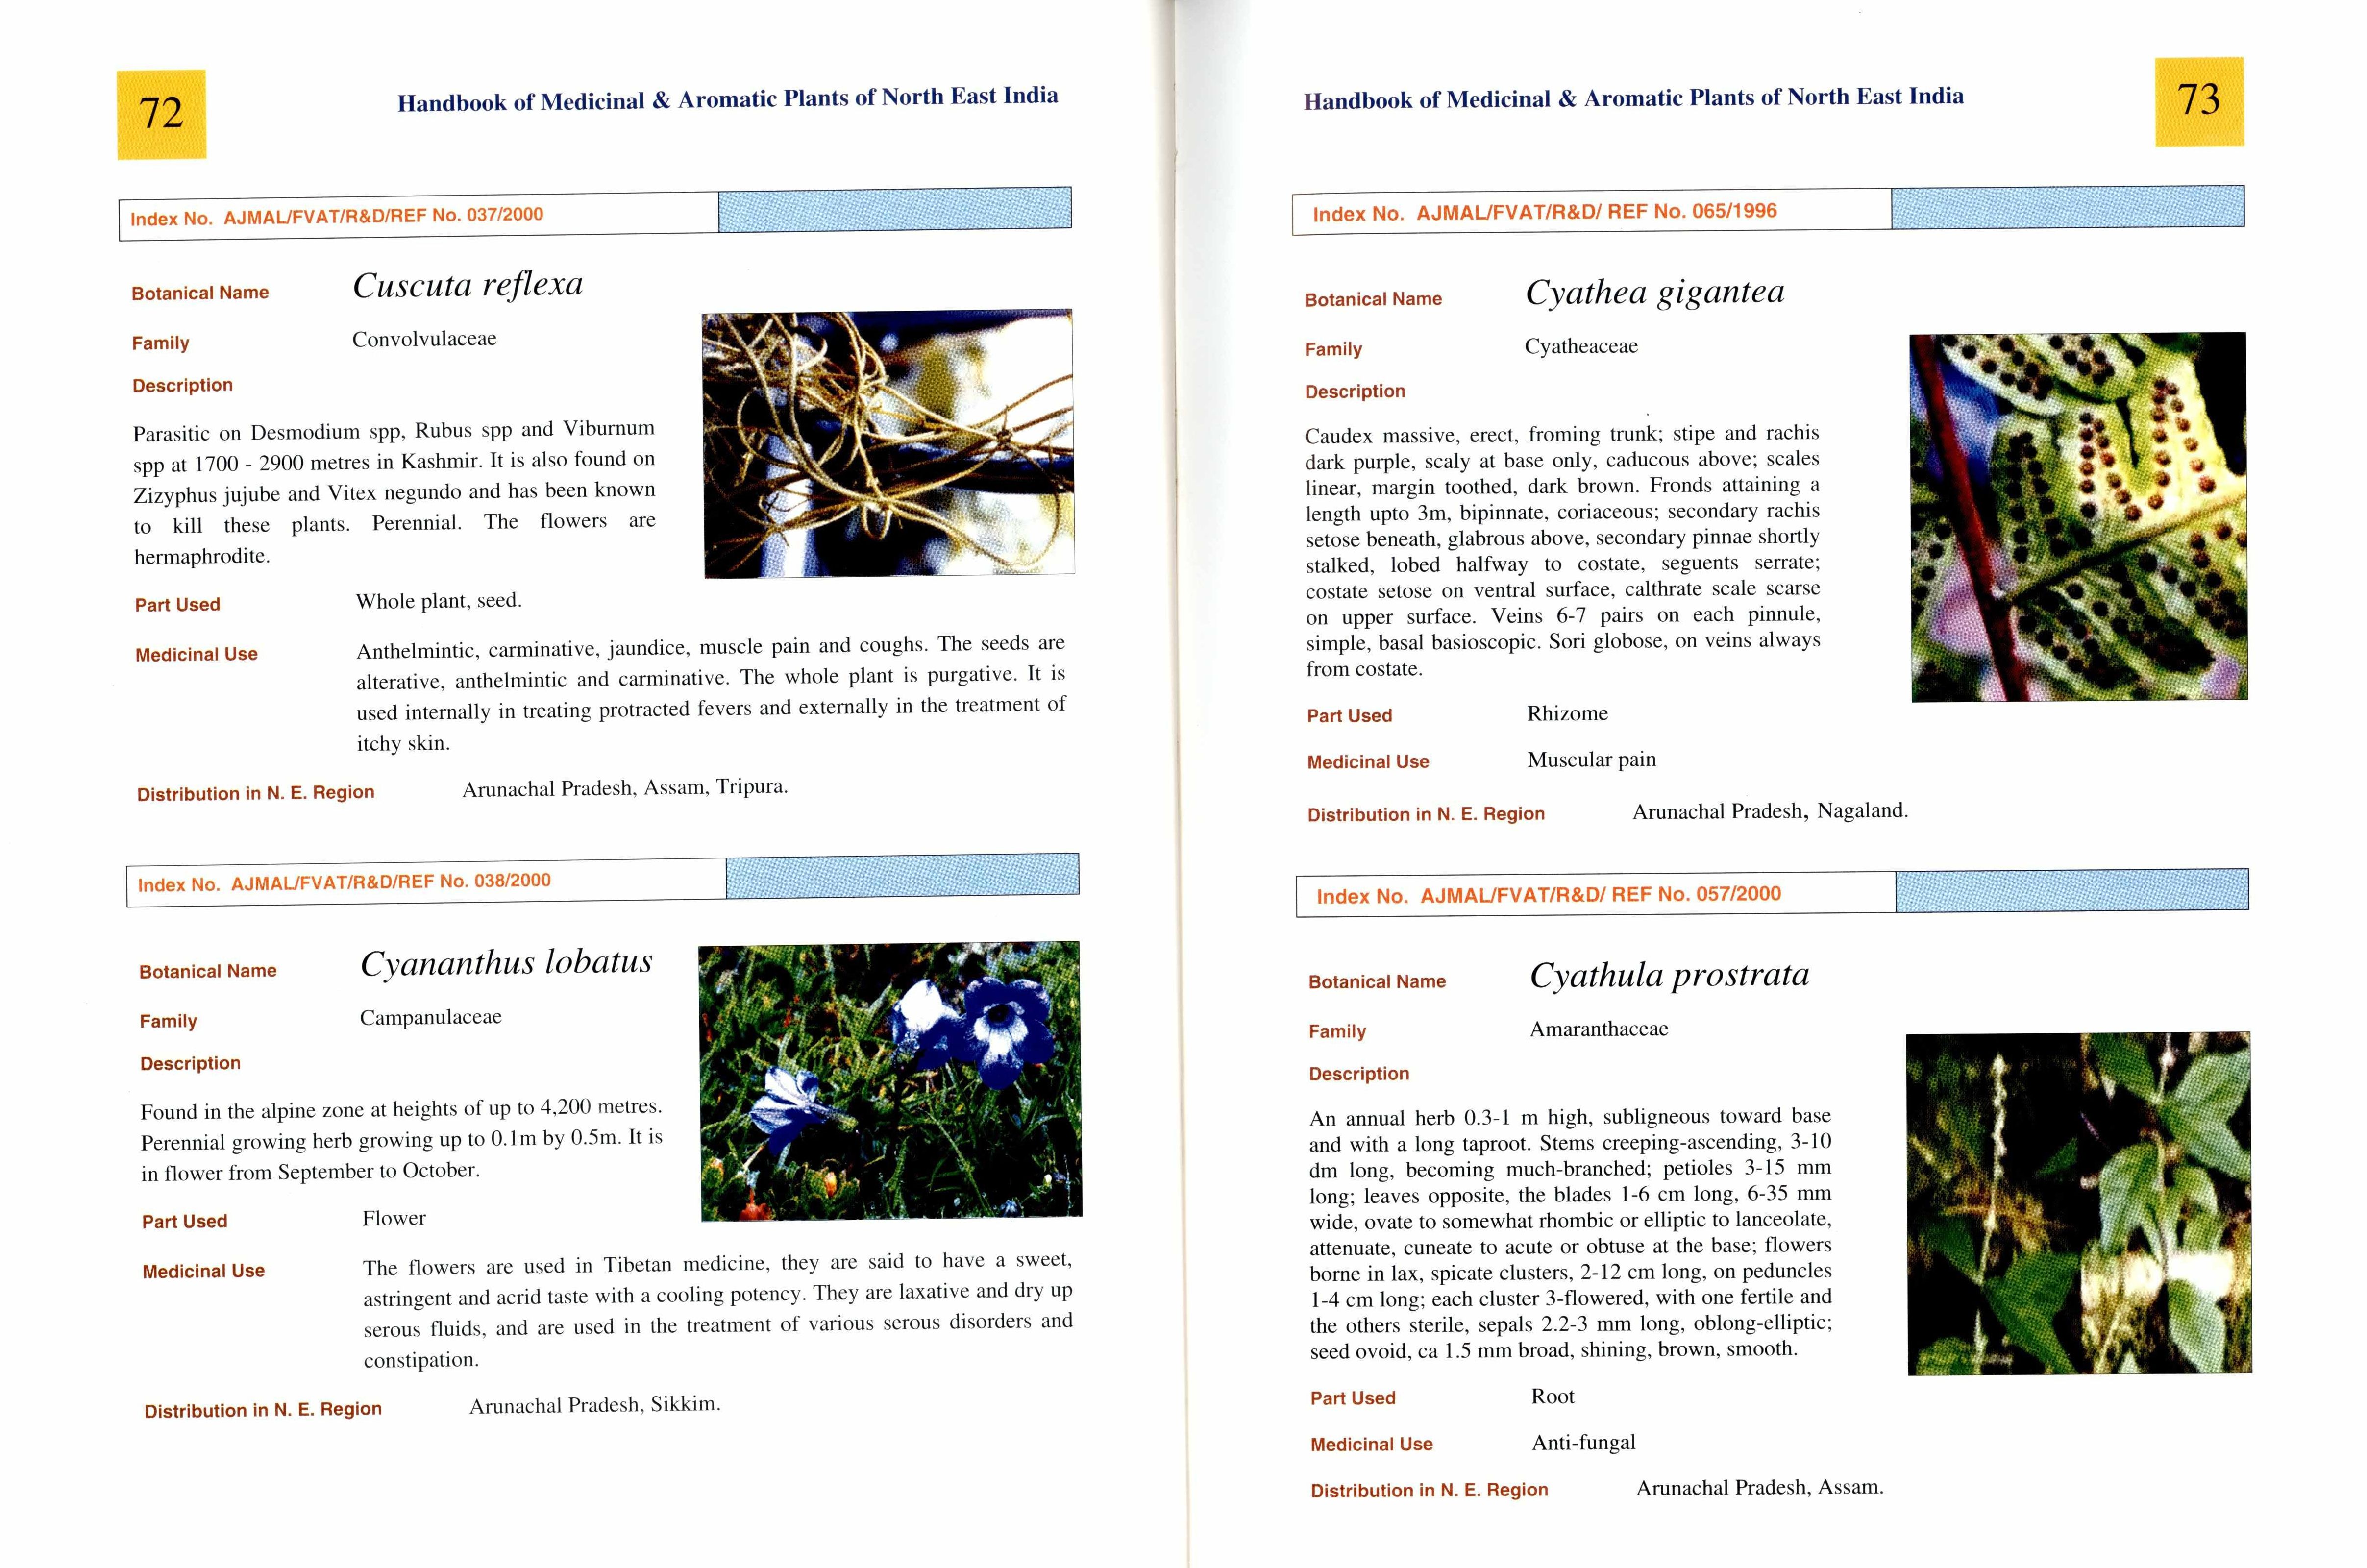 72
Handbook of Medicinal & Aromatic Plants of North East India
Index No. AJMAL/FVAT/R&D/REF No. 037/2000
Botanical Name Cuscuta reflexa
Family Convolvulaceae
Description
Parasitic on Desmodium spp, Rubus spp and Viburnum
spp at 1700 - 2900 metres in Kashmir. It is also found on
Zizyphus jujube and Vitex negundo and has been known
to kill these plants. Perennial. The flowers are
hermaphrodite.
Part Used Whole plant, seed.
Medicinal Use Anthelmintic, carminative, jaundice, muscle pain and coughs. The seeds are
alterative, anthelmintic and carminative. The whole plant is purgative. It is
used internally in treating protracted fevers and externally in the treatment of
itchy skin.
Distribution in N. E. Region Arunachal Pradesh, Assam, Tripura.
Index No. AJMAL/FVAT/R&D/REF No. 038/2000
Botanical Name Cyananthus lobatus
Family Campanulaceae
Description
Found in the alpine zone at heights of up to 4,200 metres.
Perennial growing herb growing up to 0.1m by 0.5m. It is
in flower from September to October.
Part Used Flower
Medicinal Use The flowers are used in Tibetan medicine, they are said to have a sweet,
astringent and acrid taste with a cooling potency. They are laxative and dry up
serous fluids, and are used in the treatment of various serous disorders and
constipation.
Distribution in N. E. Region Arunachal Pradesh, Sikkim.
Handbook of Medicinal & Aromatic Plants of North East India
73
Index No. AJMAL/FVAT/R&D/ REF No. 065/1996
Botanical Name Cyathea gigantea
Family Cyatheaceae
Description
Caudex massive, erect, froming trunk; stipe and rachis
dark purple, scaly at base only, caducous above; scales
linear, margin toothed, dark brown. Fronds attaining a
length upto 3m, bipinnate, coriaceous; secondary rachis
setose beneath, glabrous above, secondary pinnae shortly
stalked, lobed halfway to costate, seguents serrate;
costate setose on ventral surface, calthrate scale scarse
on upper surface. Veins 6-7 pairs on each pinnule,
simple, basal basioscopic. Sori globose, on veins always
from costate.
Part Used Rhizome
Medicinal Use Muscular pain
Distribution in N. E. Region Arunachal Pradesh, Nagaland.
Index No. AJMAL/FVAT/R&D/ REF No. 057/2000
Botanical Name Cyathula prostrata
Family Amaranthaceae
Description
An annual herb 0.3-1 m high, subligneous toward base
and with a long taproot. Stems creeping-ascending, 3-10
dm long, becoming much-branched; petioles 3-15 mm
long; leaves opposite, the blades 1-6 cm long, 6-35 mm
wide, ovate to somewhat rhombic or elliptic to lanceolate,
attenuate, cuneate to acute or obtuse at the base; flowers
borne in lax, spicate clusters, 2-12 cm long, on peduncles
1-4 cm long; each cluster 3-flowered, with one fertile and
the others sterile, sepals 2.2-3 mm long, oblong-elliptic;
seed ovoid, ca 1.5 mm broad, shining, brown, smooth.
Part Used Root
Medicinal Use Anti-fungal
Distribution in N. E. Region Arunachal Pradesh, Assam.